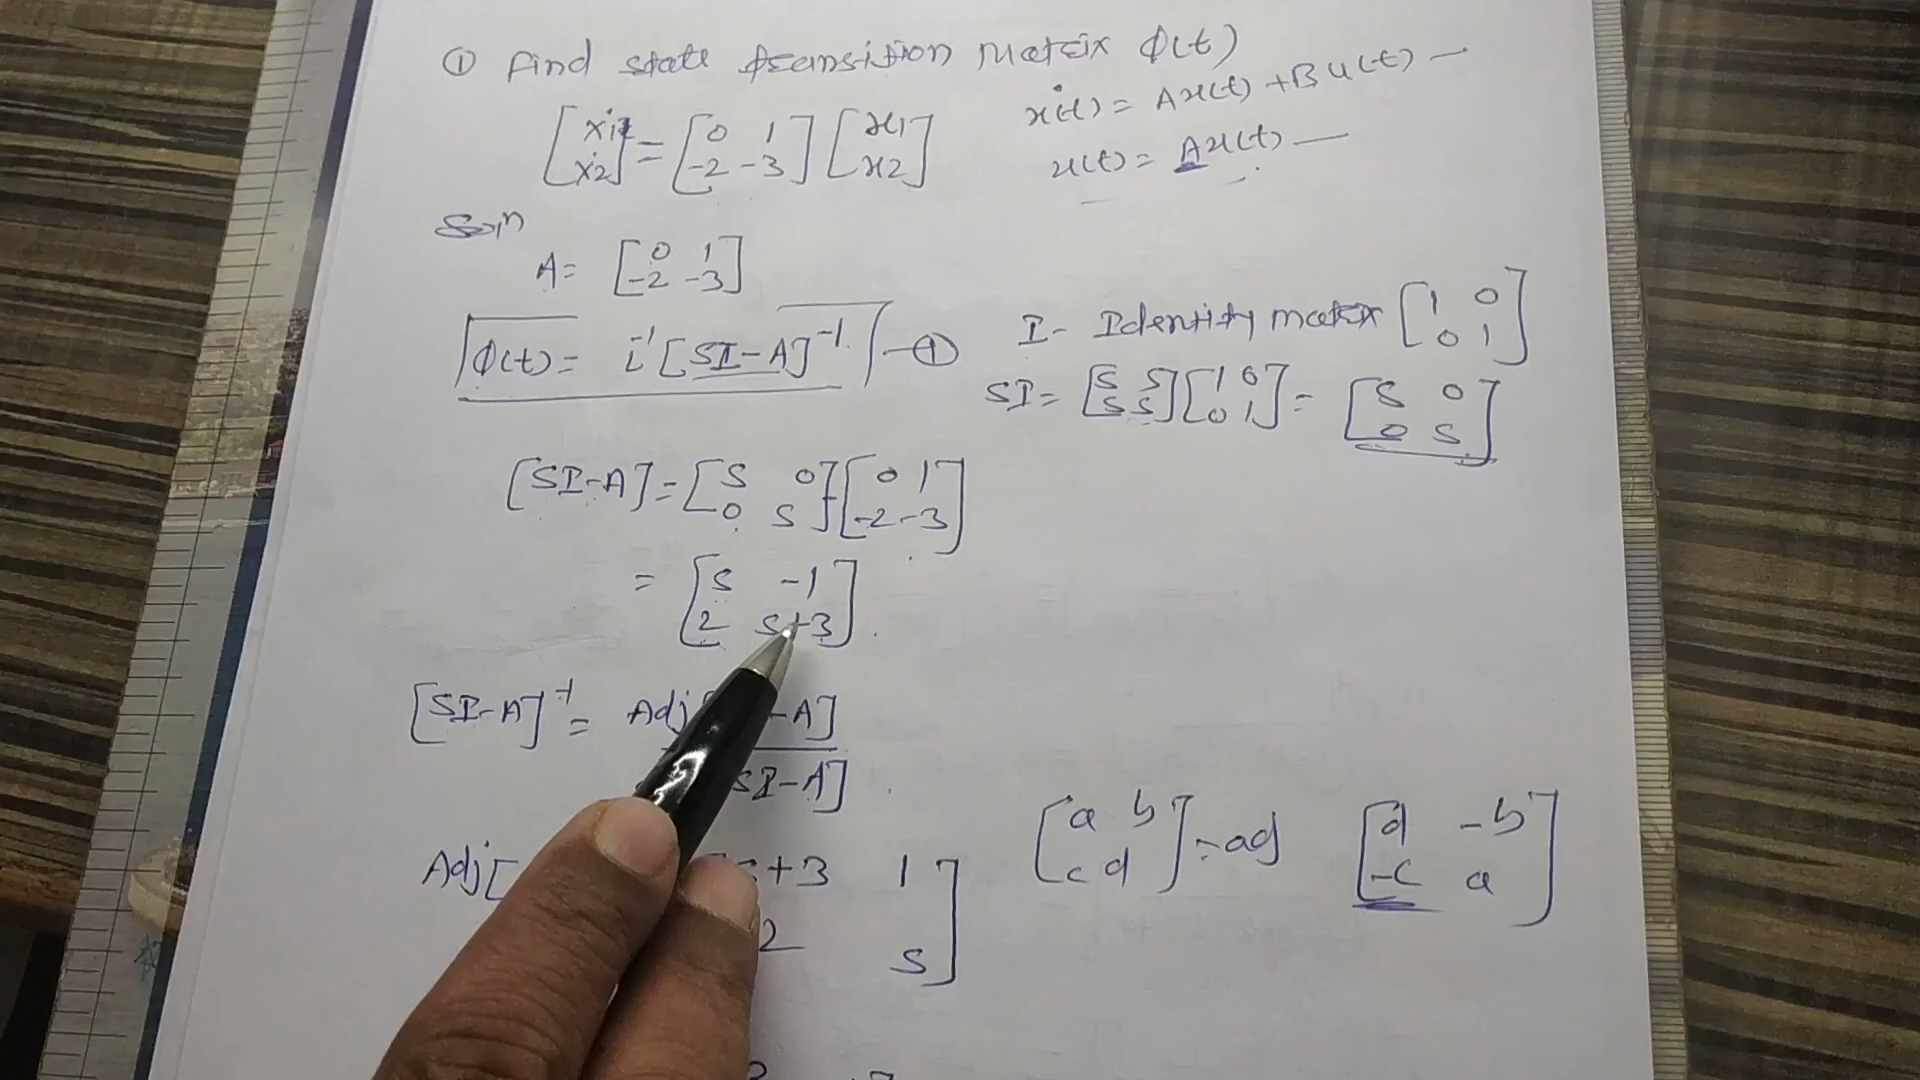 ① Find state transition Matrix ϕ(t)
[ẋ1 ẋ2] = [0 1 -2 -3] [x1 x2]
ẋ(t) = Ax(t) + Bu(t) —
x(t) = Ax(t) —
Soln
A = [0 1 -2 -3]
ϕ(t) = L⁻¹ [SI-A]⁻¹ —①
I - Identity matrix [1 0 0 1]
SI = [S S S S] [1 0 0 1] = [S 0 0 S]
[SI-A] = [S 0 0 S] - [0 1 -2 -3]
= [S -1 2 S+3]
[SI-A]⁻¹ = Adj -A]
SI-A]
Adj[ S+3 1 2 S]
[a b c d] = ad [d -b -c a]